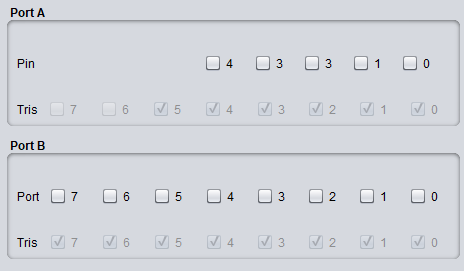 Port A
Pin 4 3 3 1 0
Tris 7 6 5 4 3 2 1 0
Port B
Port 7 6 5 4 3 2 1 0
Tris 7 6 5 4 3 2 1 0